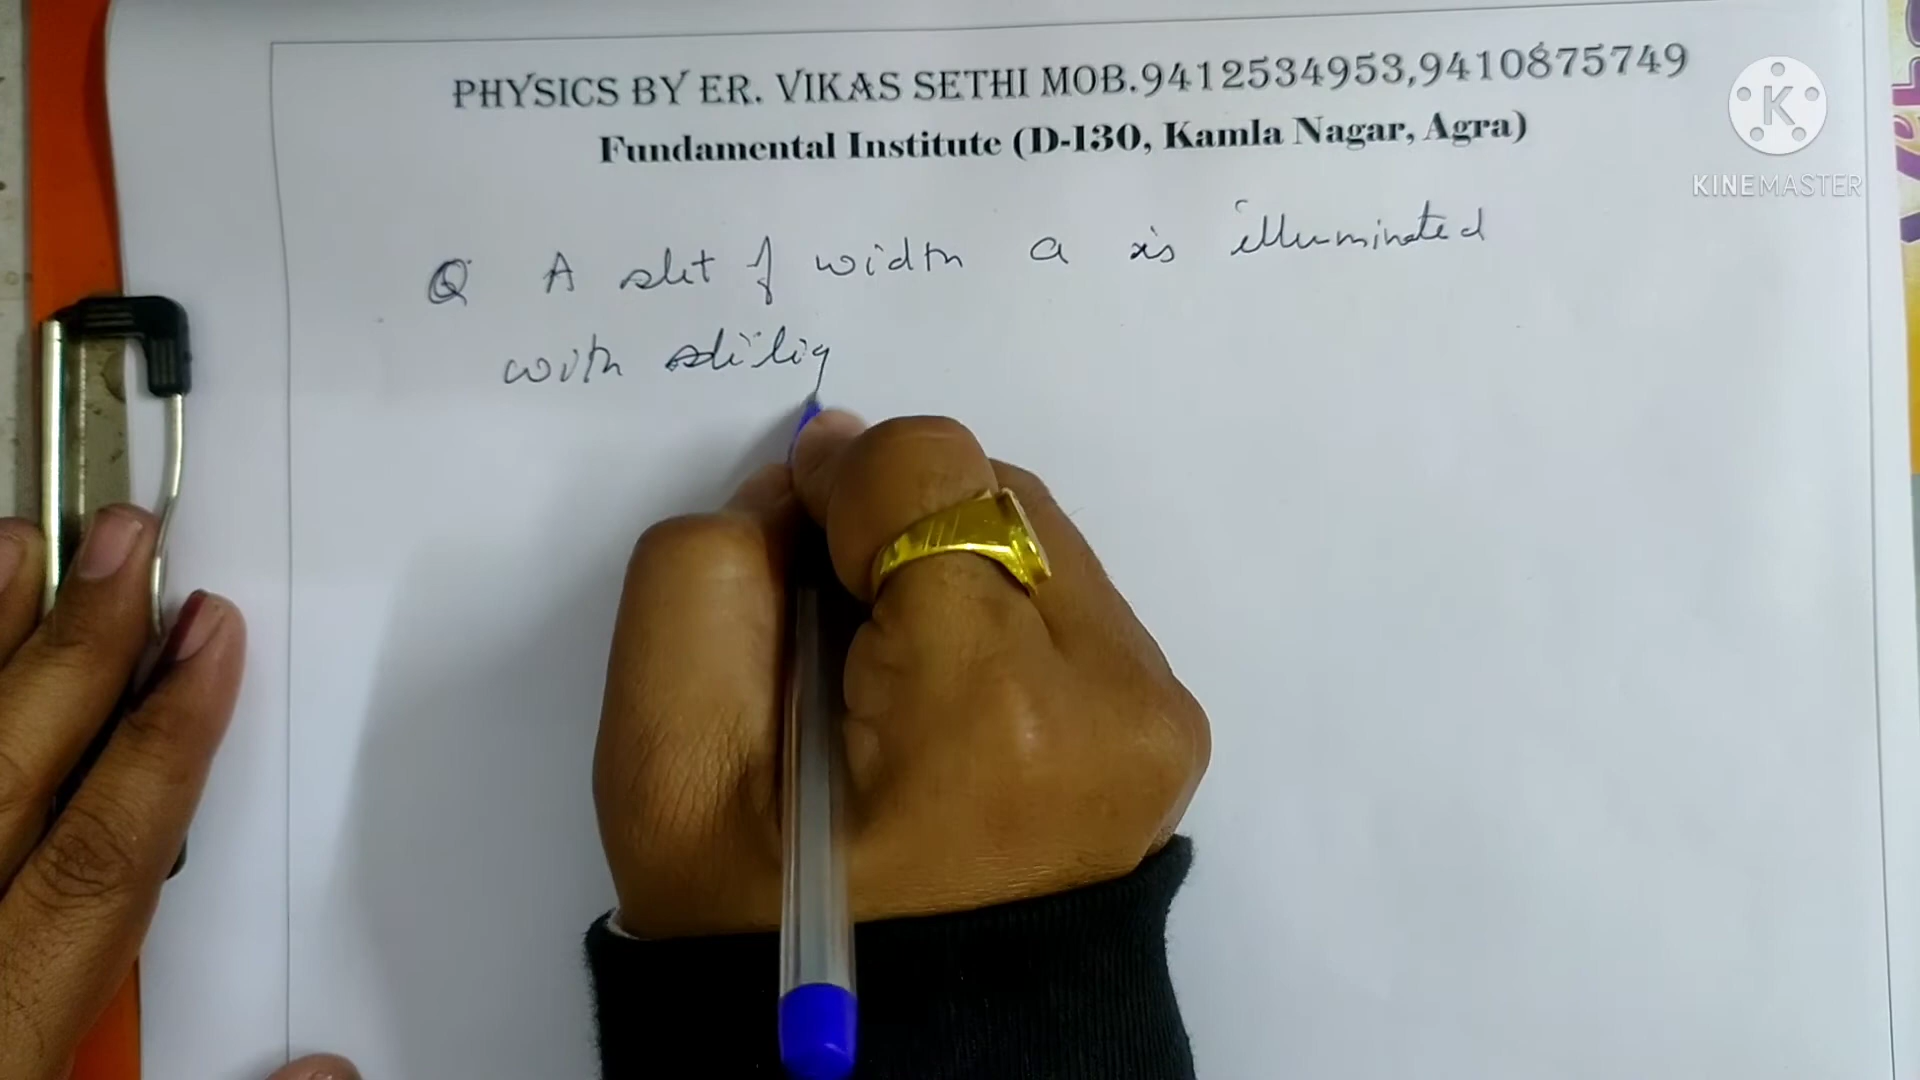 PHYSICS BY ER. VIKAS SETHI MOB.9412534953,9410875749
Fundamental Institute (D-130, Kamla Nagar, Agra)
KINEMASTER
Q A slit of width a is illuminated
with